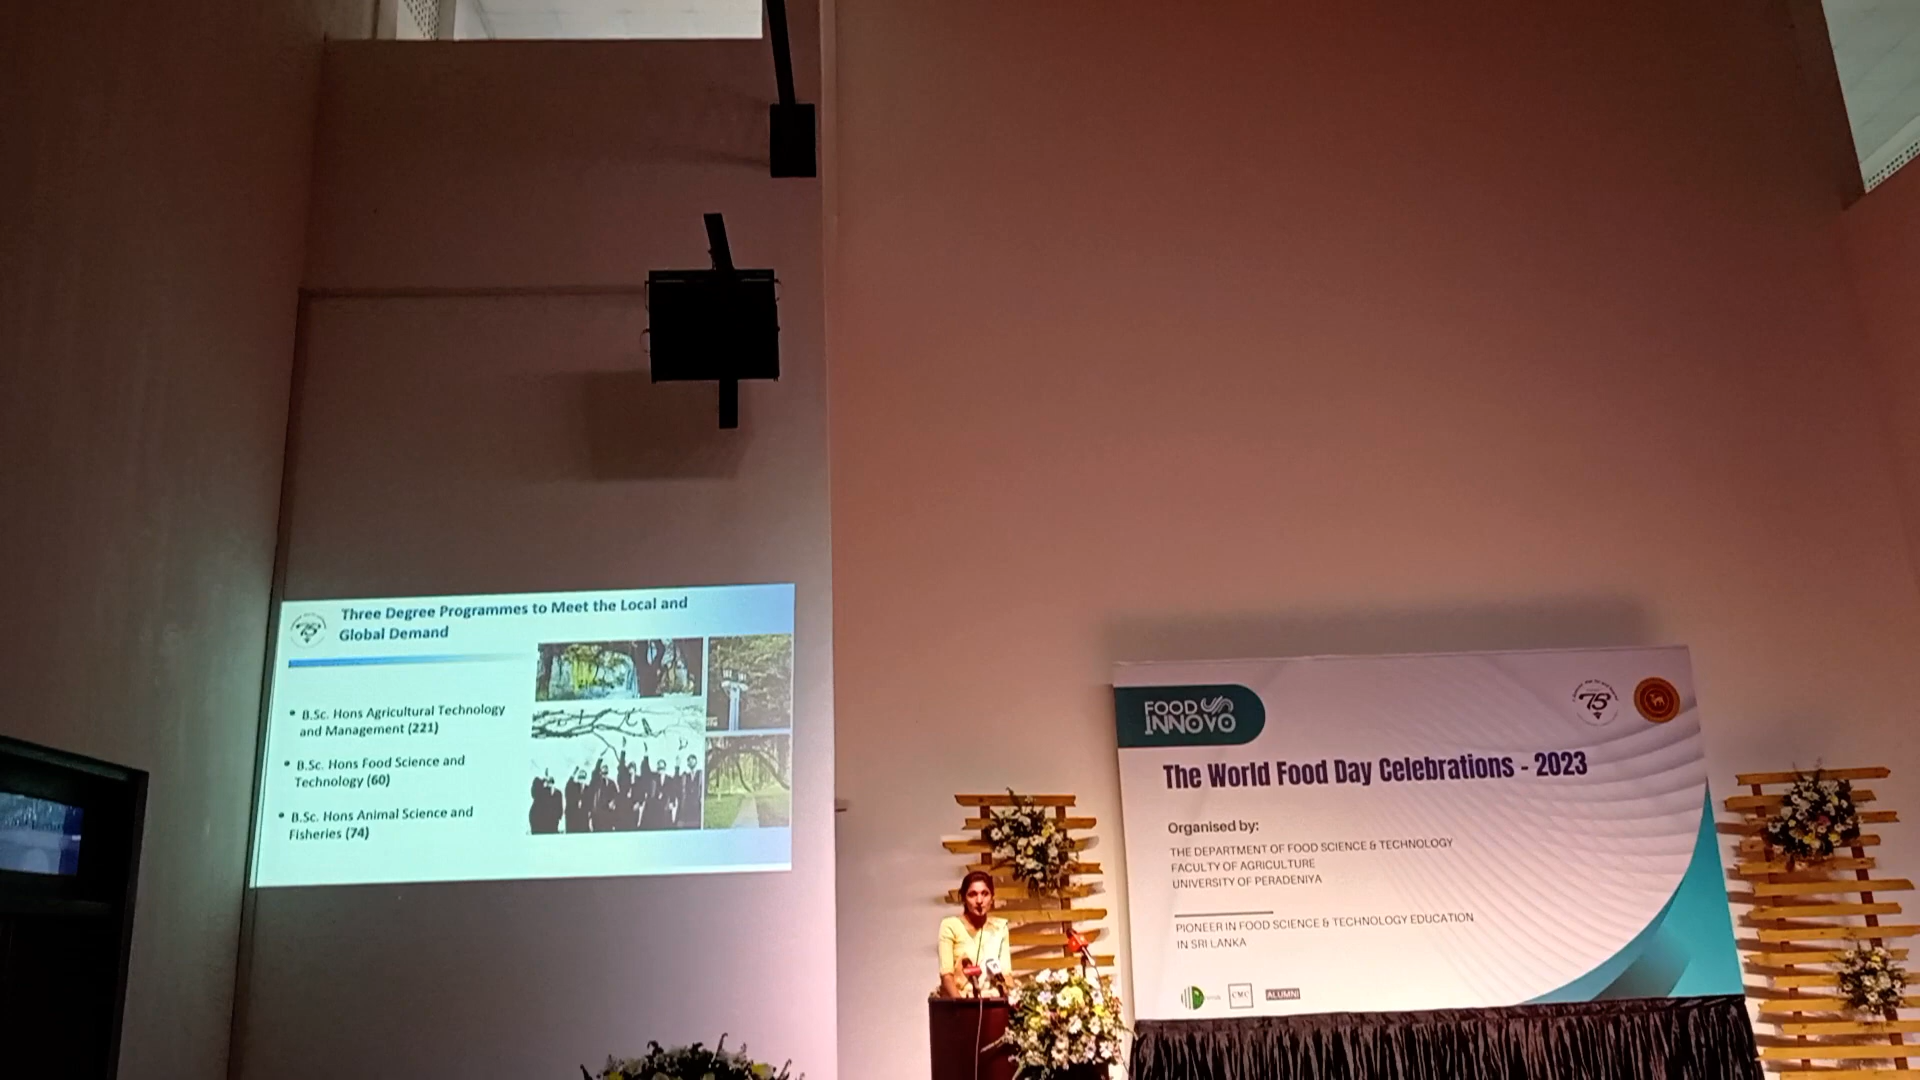 Three Degree Programmes to Meet the Local and
Global Demand
75
• B.Sc. Hons Agricultural Technology
and Management (221)
• B.Sc. Hons Food Science and
Technology (60)
• B.Sc. Hons Animal Science and
Fisheries (74)
FOOD
INNOVO
75
The World Food Day Celebrations - 2023
Organised by:
THE DEPARTMENT OF FOOD SCIENCE & TECHNOLOGY
FACULTY OF AGRICULTURE
UNIVERSITY OF PERADENIYA
PIONEER IN FOOD SCIENCE & TECHNOLOGY EDUCATION
IN SRI LANKA
CMC
ALUMNI